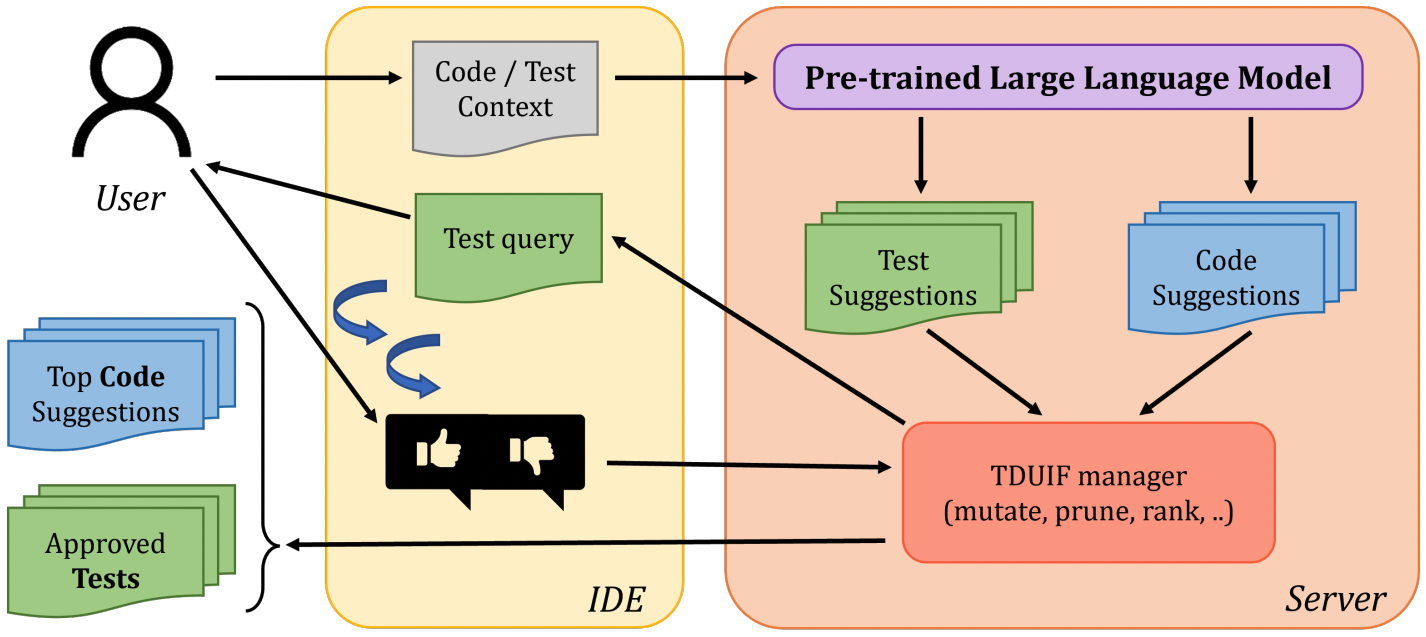 Code / Test
Context
Pre-trained Large Language Model
User
Test query
Test
Suggestions
Code
Suggestions
Top Code
Suggestions
TDUIF manager
(mutate, prune, rank, ..)
Approved
Tests
IDE
Server